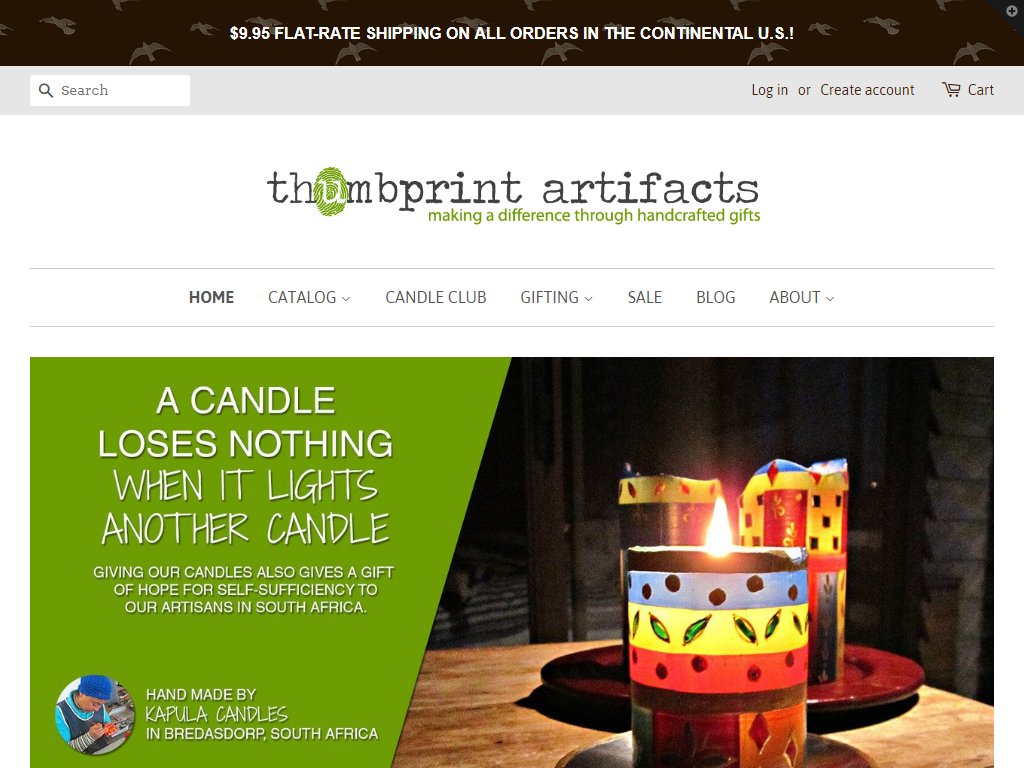 $9.95 FLAT-RATE SHIPPING ON ALL ORDERS IN THE CONTINENTAL U.S.!
Search
Log in or Create account Cart
thumbprint artifacts
making a difference through handcrafted gifts
HOME CATALOG CANDLE CLUB GIFTING SALE BLOG ABOUT
A CANDLE
LOSES NOTHING
WHEN IT LIGHTS
ANOTHER CANDLE
GIVING OUR CANDLES ALSO GIVES A GIFT
OF HOPE FOR SELF-SUFFICIENCY TO
OUR ARTISANS IN SOUTH AFRICA.
HAND MADE BY
KAPULA CANDLES
IN BREDASDORP, SOUTH AFRICA